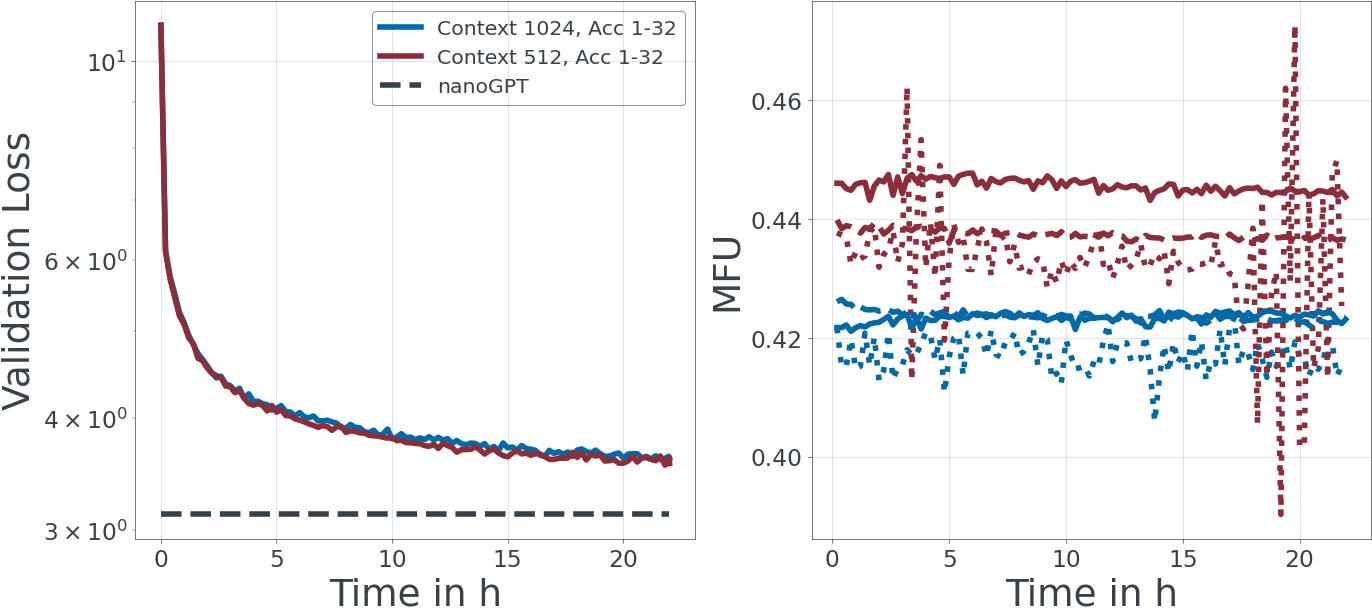 10¹
6 × 10⁰
4 × 10⁰
3 × 10⁰
Validation Loss
0 5 10 15 20
Time in h
Context 1024, Acc 1-32
Context 512, Acc 1-32
nanoGPT
0.46
0.44
0.42
0.40
MFU
0 5 10 15 20
Time in h